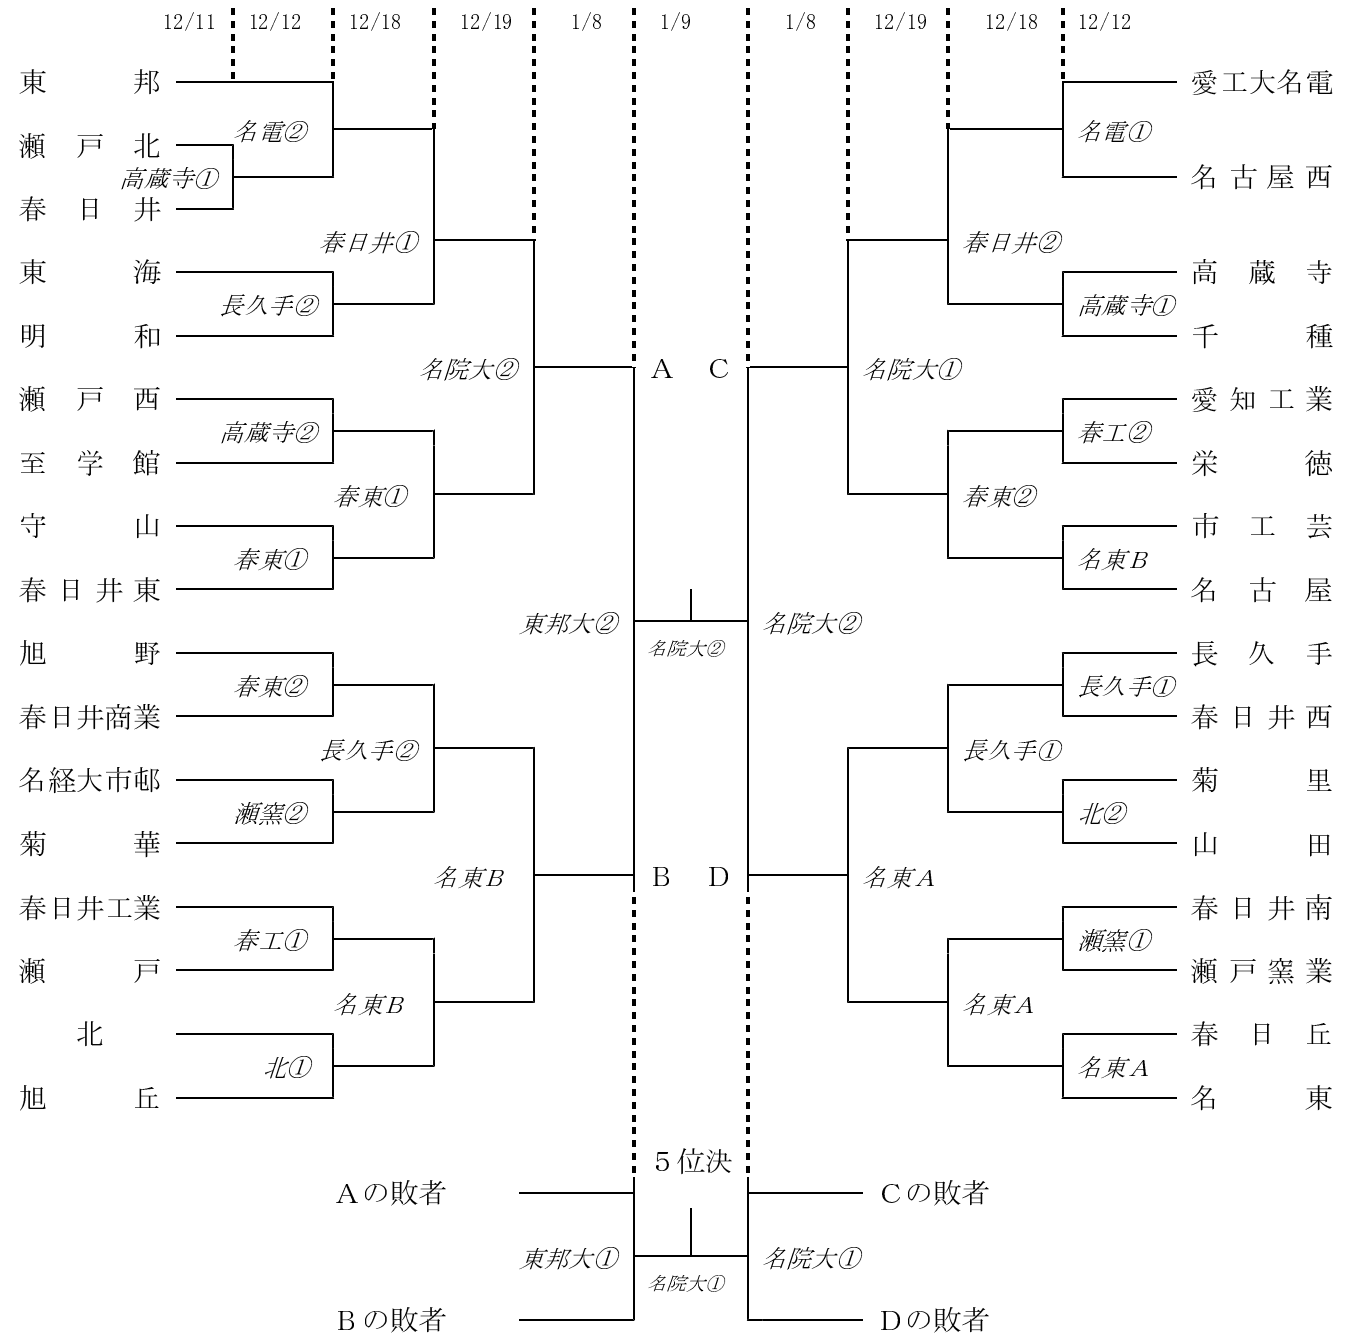 12/11 12/12 12/18 12/19 1/8 1/9 1/8 12/19 12/18 12/12
東邦 愛工大名電
名電② 名電①
瀬戸北
高蔵寺① 名古屋西
春日井
春日井① 春日井②
東海 高蔵寺
長久手② 高蔵寺①
明和 千種
名院大② A C 名院大①
瀬戸西 愛知工業
高蔵寺② 春工②
至学館 栄徳
春東① 春東②
守山 市工芸
春東① 名東B
春日井東 名古屋
東邦大② 名院大② 名院大②
旭野 長久手
春東② 長久手①
春日井商業 春日井西
長久手② 長久手①
名経大市邨 菊里
瀬窯② 北②
菊華 山田
名東B B D 名東A
春日井工業 春日井南
春工① 瀬窯①
瀬戸 瀬戸窯業
名東B 名東A
北 春日丘
北① 名東A
旭丘 名東
5位決
Aの敗者 Cの敗者
東邦大① 名院大① 名院大①
Bの敗者 Dの敗者